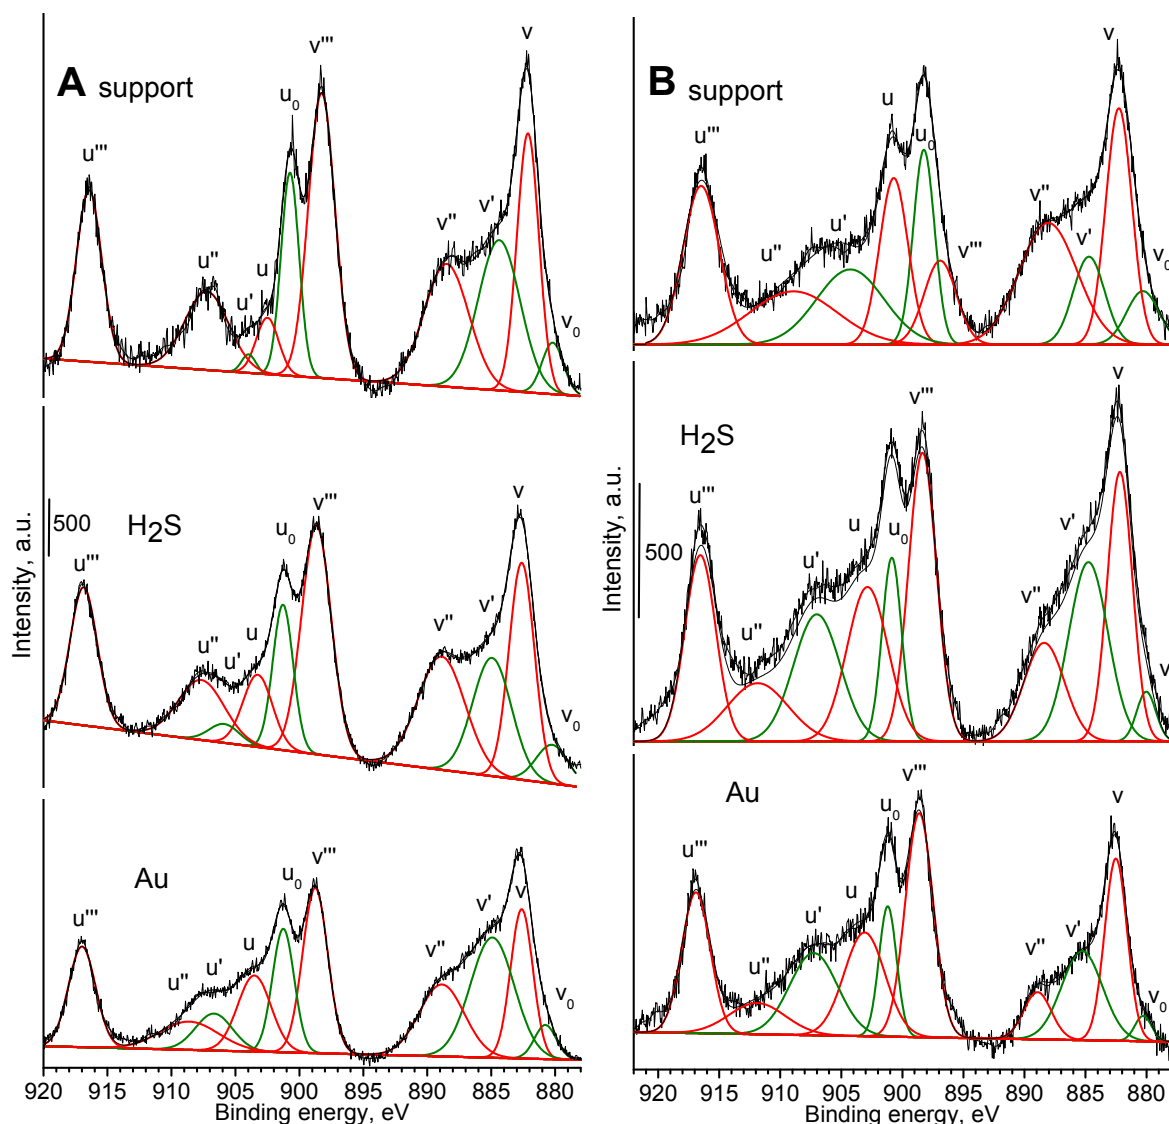 A support
u''' u'' u' u u₀ v''' v'' v' v v₀
B support
u''' u'' u' u u₀ v''' v'' v' v v₀
H₂S
500
u''' u'' u' u u₀ v''' v'' v' v v₀
H₂S
500
u''' u'' u' u u₀ v''' v'' v' v v
Au
u''' u'' u' u u₀ v''' v'' v' v v₀
Au
u''' u'' u' u u₀ v''' v'' v' v v₀
Intensity, a.u.
Intensity, a.u.
920 915 910 905 900 895 890 885 880
Binding energy, eV
920 915 910 905 900 895 890 885 880
Binding energy, eV